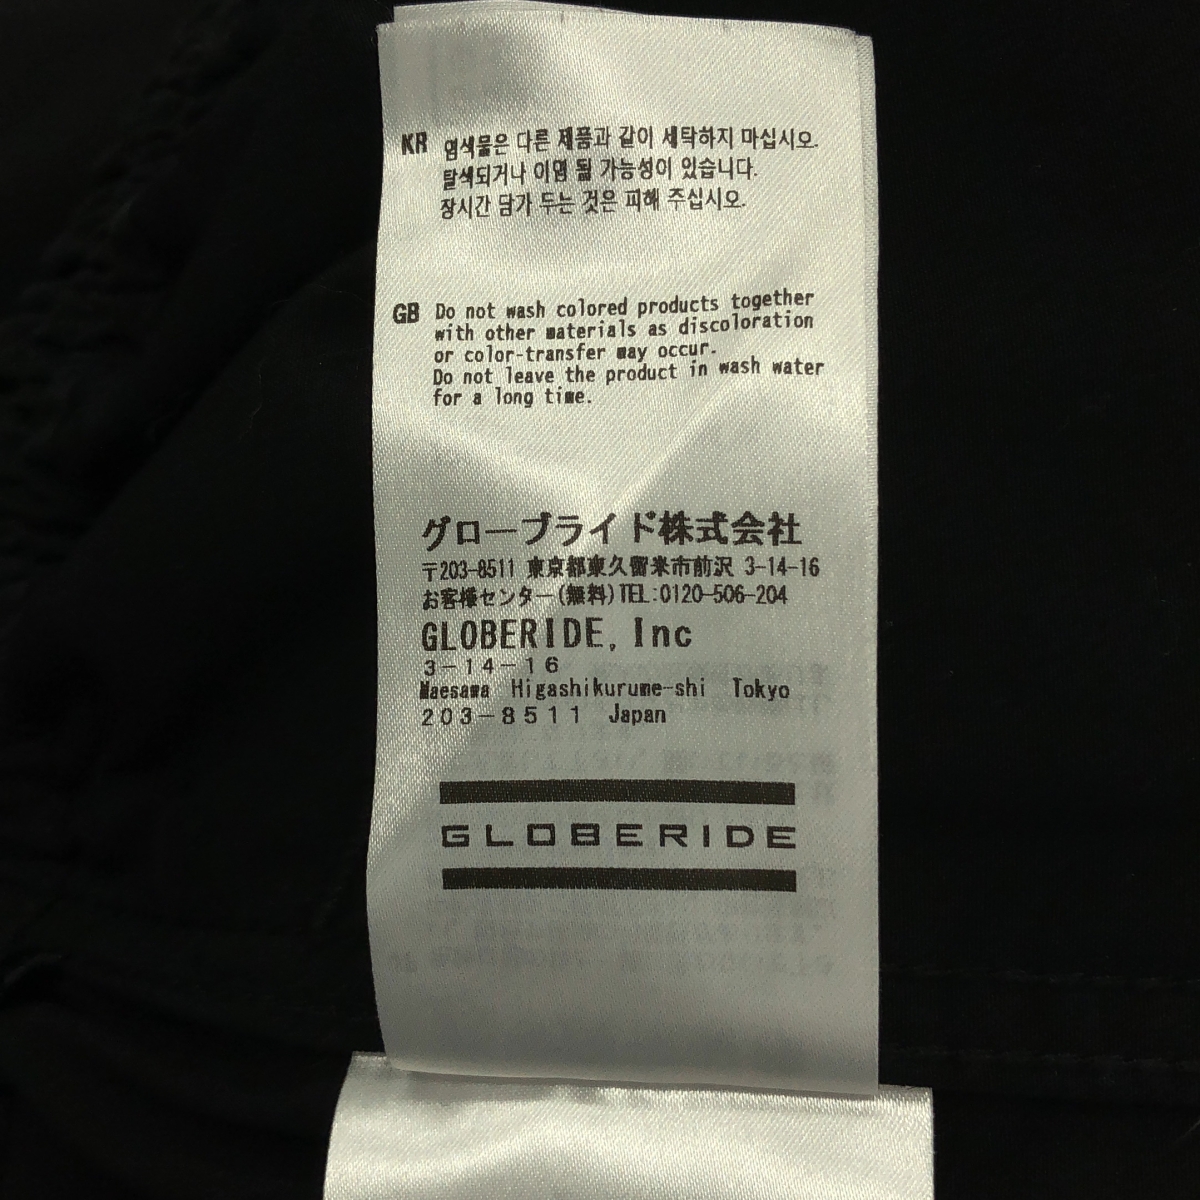 KR 염색물은 다른 제품과 같이 세탁하지 마십시오.
탈색되거나 이염 될 가능성이 있습니다.
장시간 담가 두는 것은 피해 주십시오.
GB Do not wash colored products together
with other materials as discoloration
or color-transfer may occur.
Do not leave the product in wash water
for a long time.
グローブライド株式会社
〒203-8511 東京都東久留米市前沢 3-14-16
お客様センター(無料)TEL:0120-506-204
GLOBERIDE, Inc
3-14-16
Maesawa Higashikurume-shi Tokyo
203-8511 Japan
GLOBERIDE